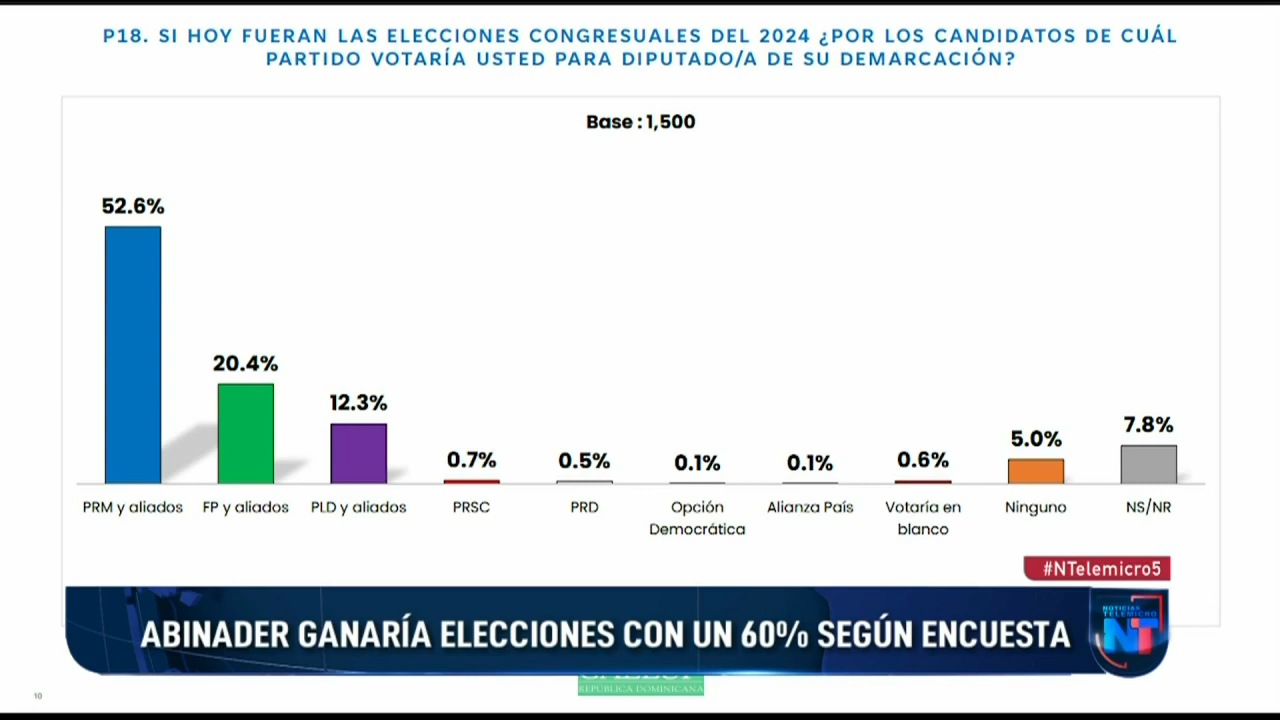 P18. SI HOY FUERAN LAS ELECCIONES CONGRESUALES DEL 2024 ¿POR LOS CANDIDATOS DE CUÁL
PARTIDO VOTARÍA USTED PARA DIPUTADO/A DE SU DEMARCACIÓN?
Base : 1,500
52.6%
20.4%
12.3%
0.7%
0.5%
0.1%
0.1%
0.6%
5.0%
7.8%
PRM y aliados
FP y aliados
PLD y aliados
PRSC
PRD
Opción
Democrática
Alianza País
Votaría en
blanco
Ninguno
NS/NR
#NTelemicro5
ABINADER GANARÍA ELECCIONES CON UN 60% SEGÚN ENCUESTA
NOTICIAS
TELEMICRO
NT
REPÚBLICA DOMINICANA
10